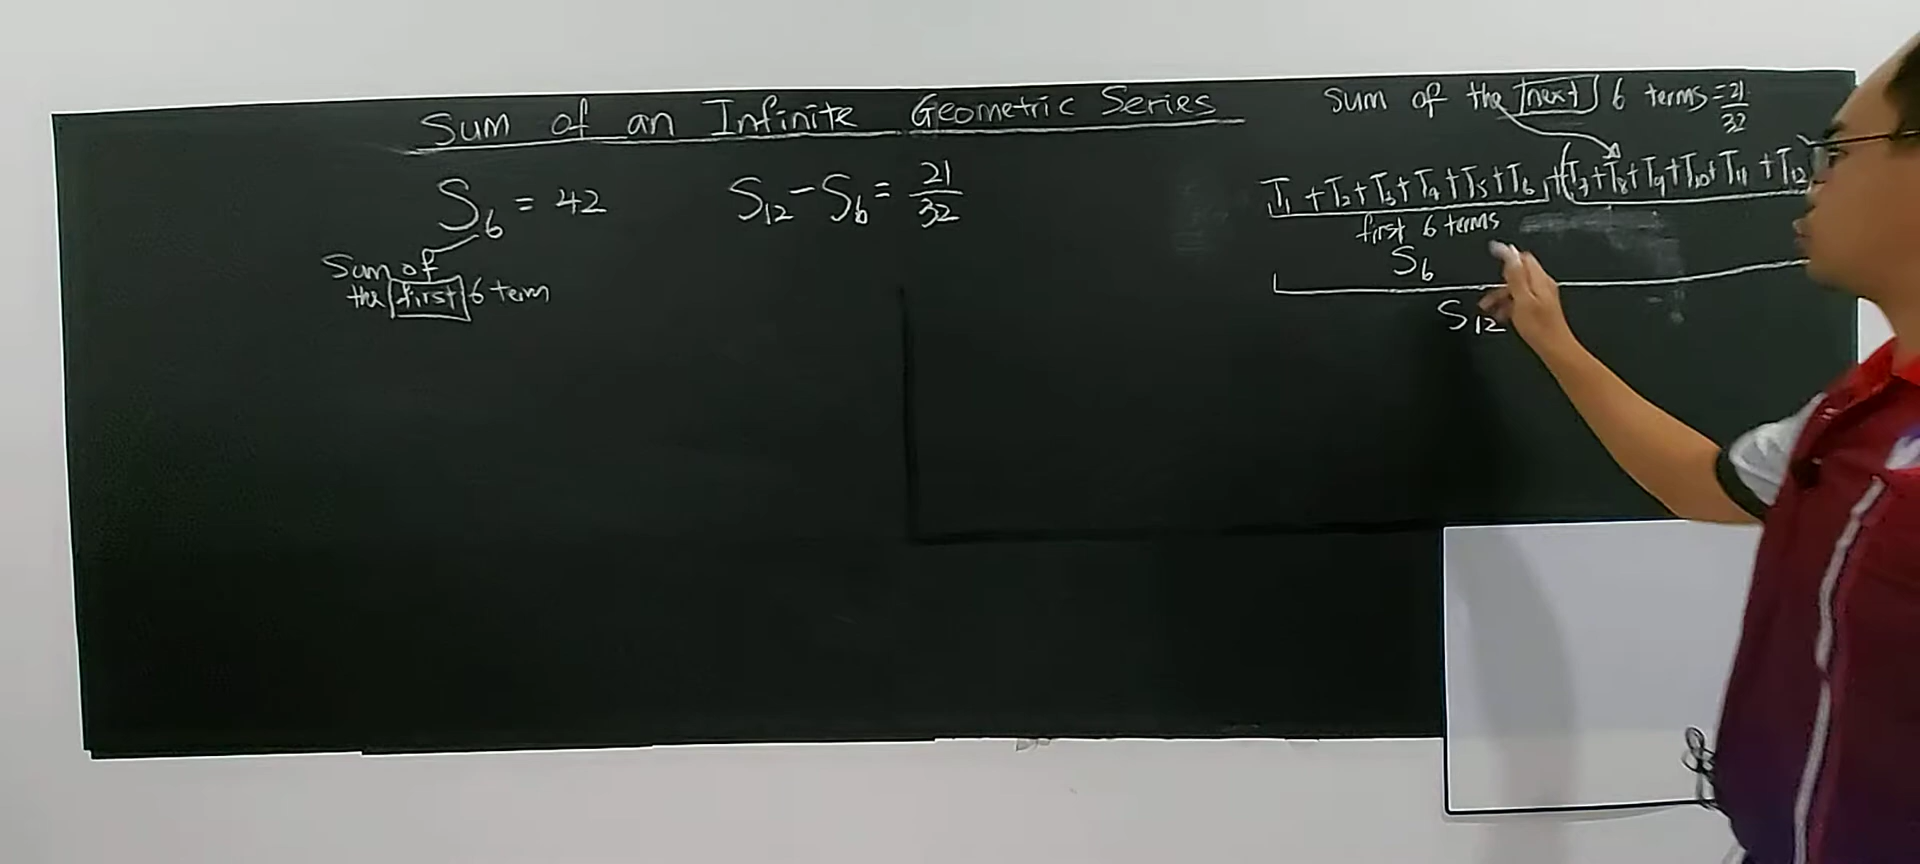 Sum of an Infinite Geometric Series
S₆ = 42
Sum of
the first 6 term
S₁₂ - S₆ = 21/32
Sum of the next 6 terms = 21/32
T₁ + T₂ + T₃ + T₄ + T₅ + T₆ + (T₇ + T₈ + T₉ + T₁₀ + T₁₁ + T₁₂)
first 6 terms
S₆
S₁₂